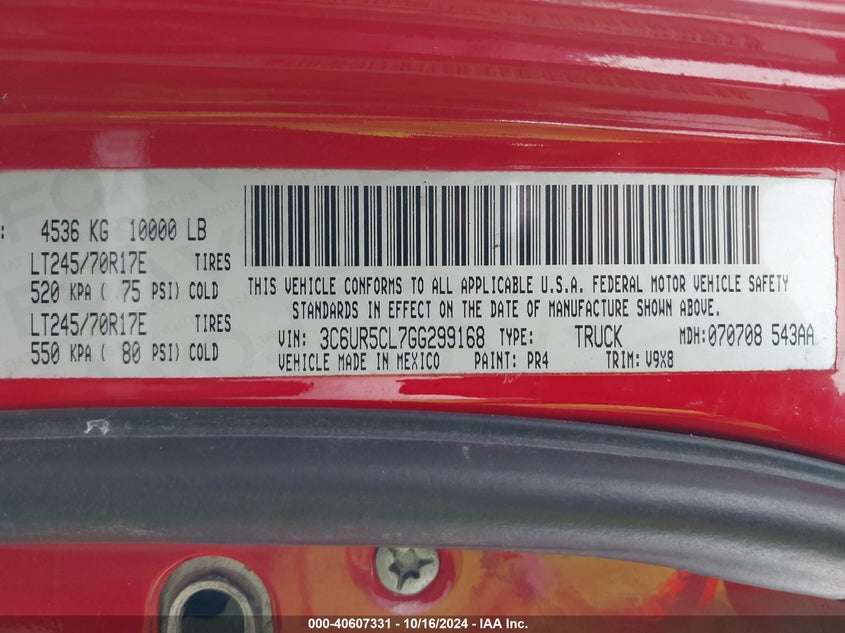 : 4536 KG 10000 LB
LT245/70R17E TIRES
520 KPA ( 75 PSI) COLD
LT245/70R17E TIRES
550 KPA ( 80 PSI) COLD
THIS VEHICLE CONFORMS TO ALL APPLICABLE U.S.A. FEDERAL MOTOR VEHICLE SAFETY
STANDARDS IN EFFECT ON THE DATE OF MANUFACTURE SHOWN ABOVE.
VIN: 3C6UR5CL7GG299168 TYPE: TRUCK MDH:070708 543AA
VEHICLE MADE IN MEXICO PAINT: PR4 TRIM: V9X8
000-40607331 - 10/16/2024 - IAA Inc.